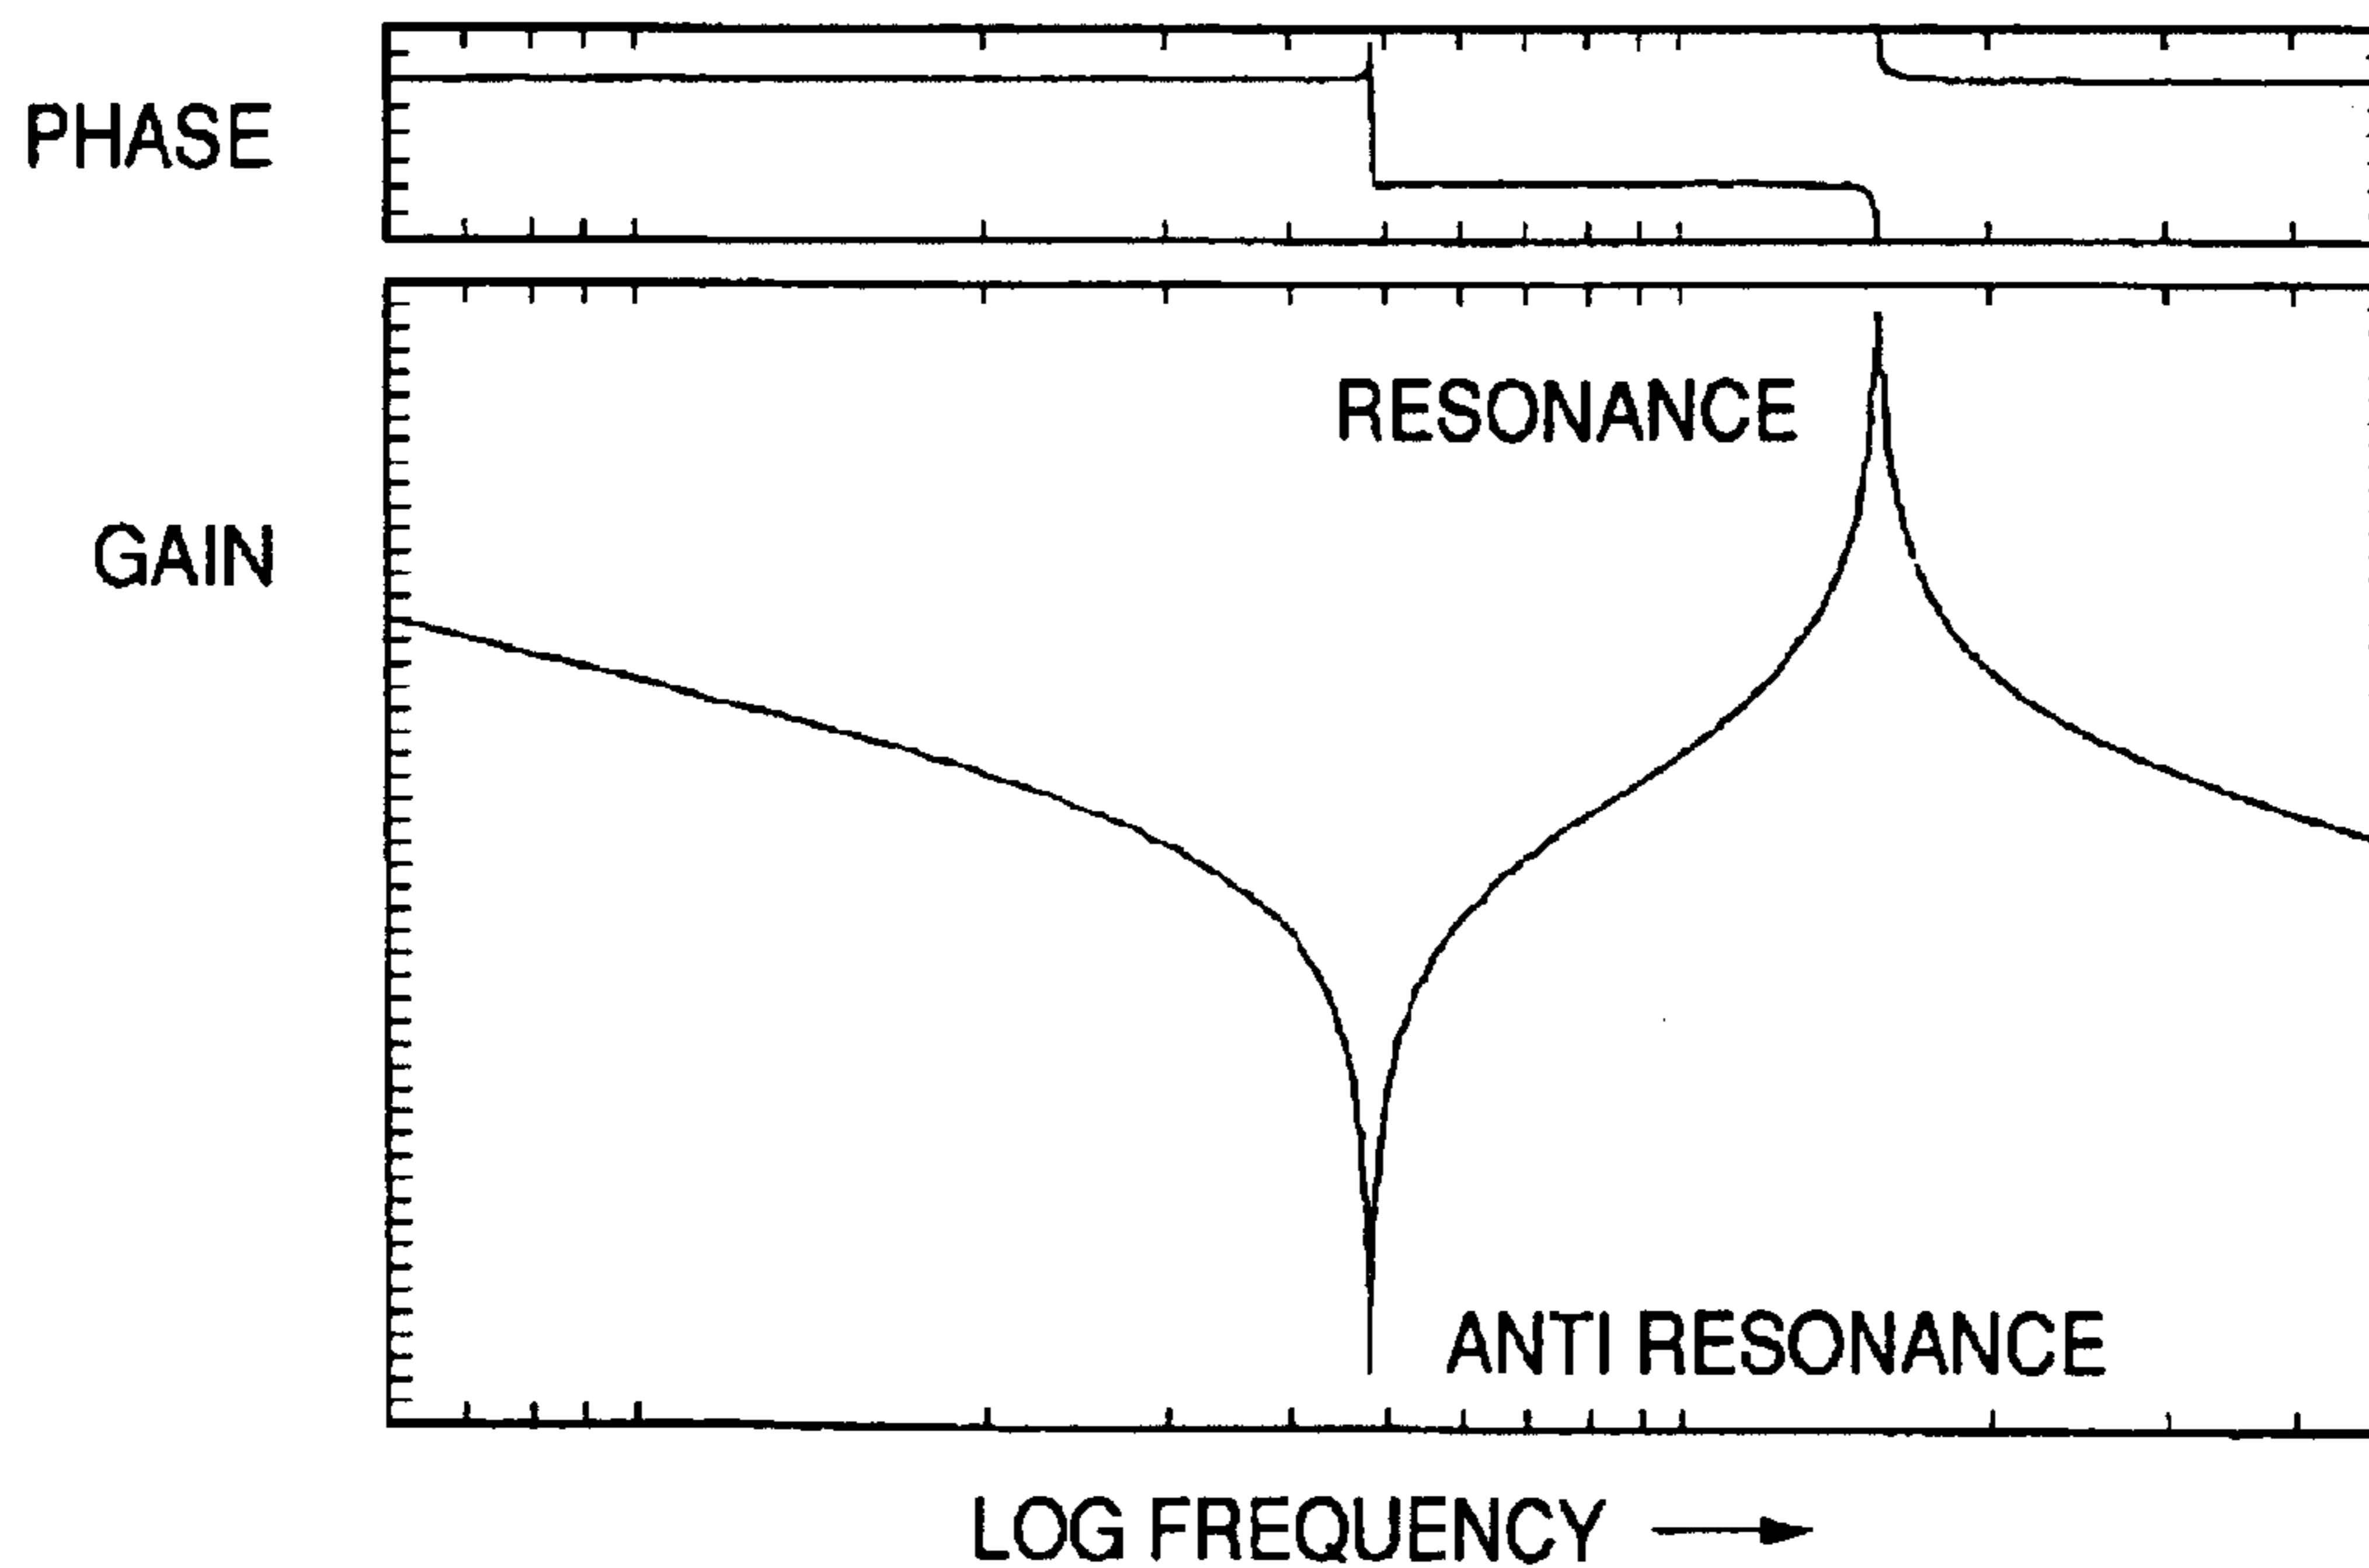 PHASE
GAIN
RESONANCE
ANTI RESONANCE
LOG FREQUENCY